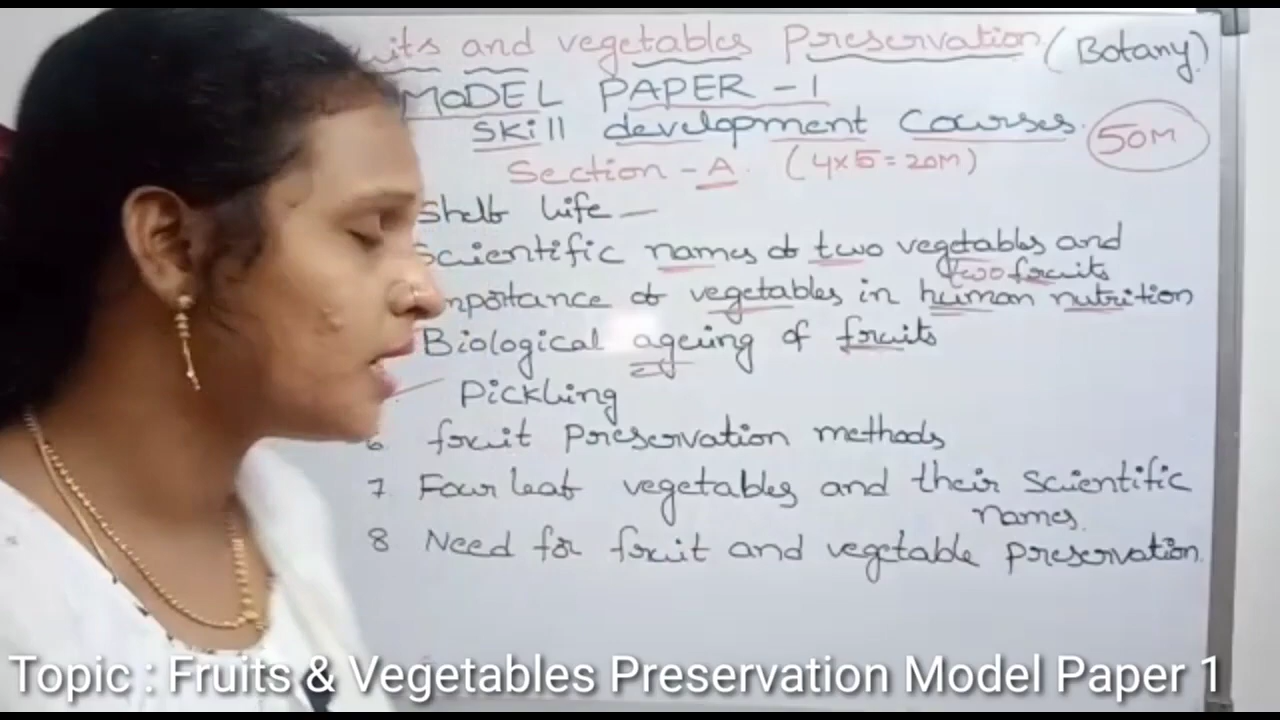 uits and vegetables Preservation (Botany)
MODEL PAPER - 1
Skill development Courses. 50M
Section - A. (4x5=20M)
Shelf life
Scientific names of two vegetables and
two fruits
mportance of vegetables in human nutrition
Biological ageing of fruits
Pickling
6 fruit Preservation methods
7 Four leaf vegetables and their Scientific
names.
8 Need for fruit and vegetable preservation.
Topic : Fruits & Vegetables Preservation Model Paper 1